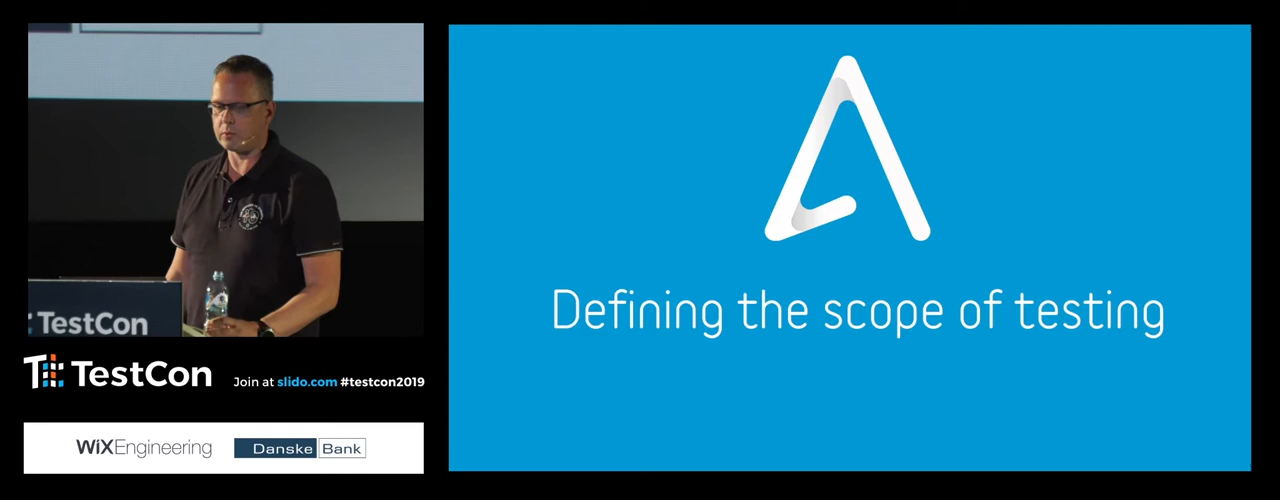 TestCon
TestCon
Join at slido.com #testcon2019
WiXEngineering
Danske Bank
Defining the scope of testing